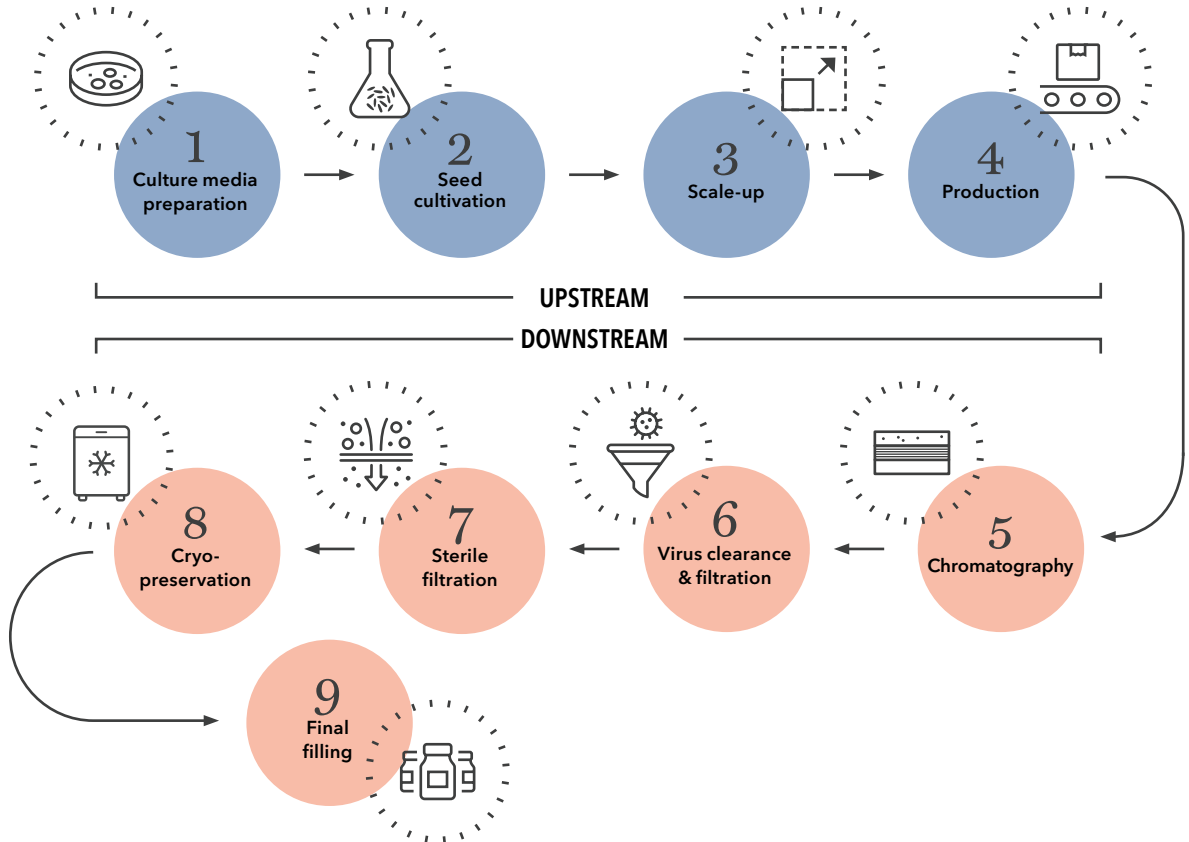 1
Culture media
preparation
2
Seed
cultivation
3
Scale-up
4
Production
UPSTREAM
DOWNSTREAM
5
Chromatography
6
Virus clearance
& filtration
7
Sterile
filtration
8
Cryo-
preservation
9
Final
filling